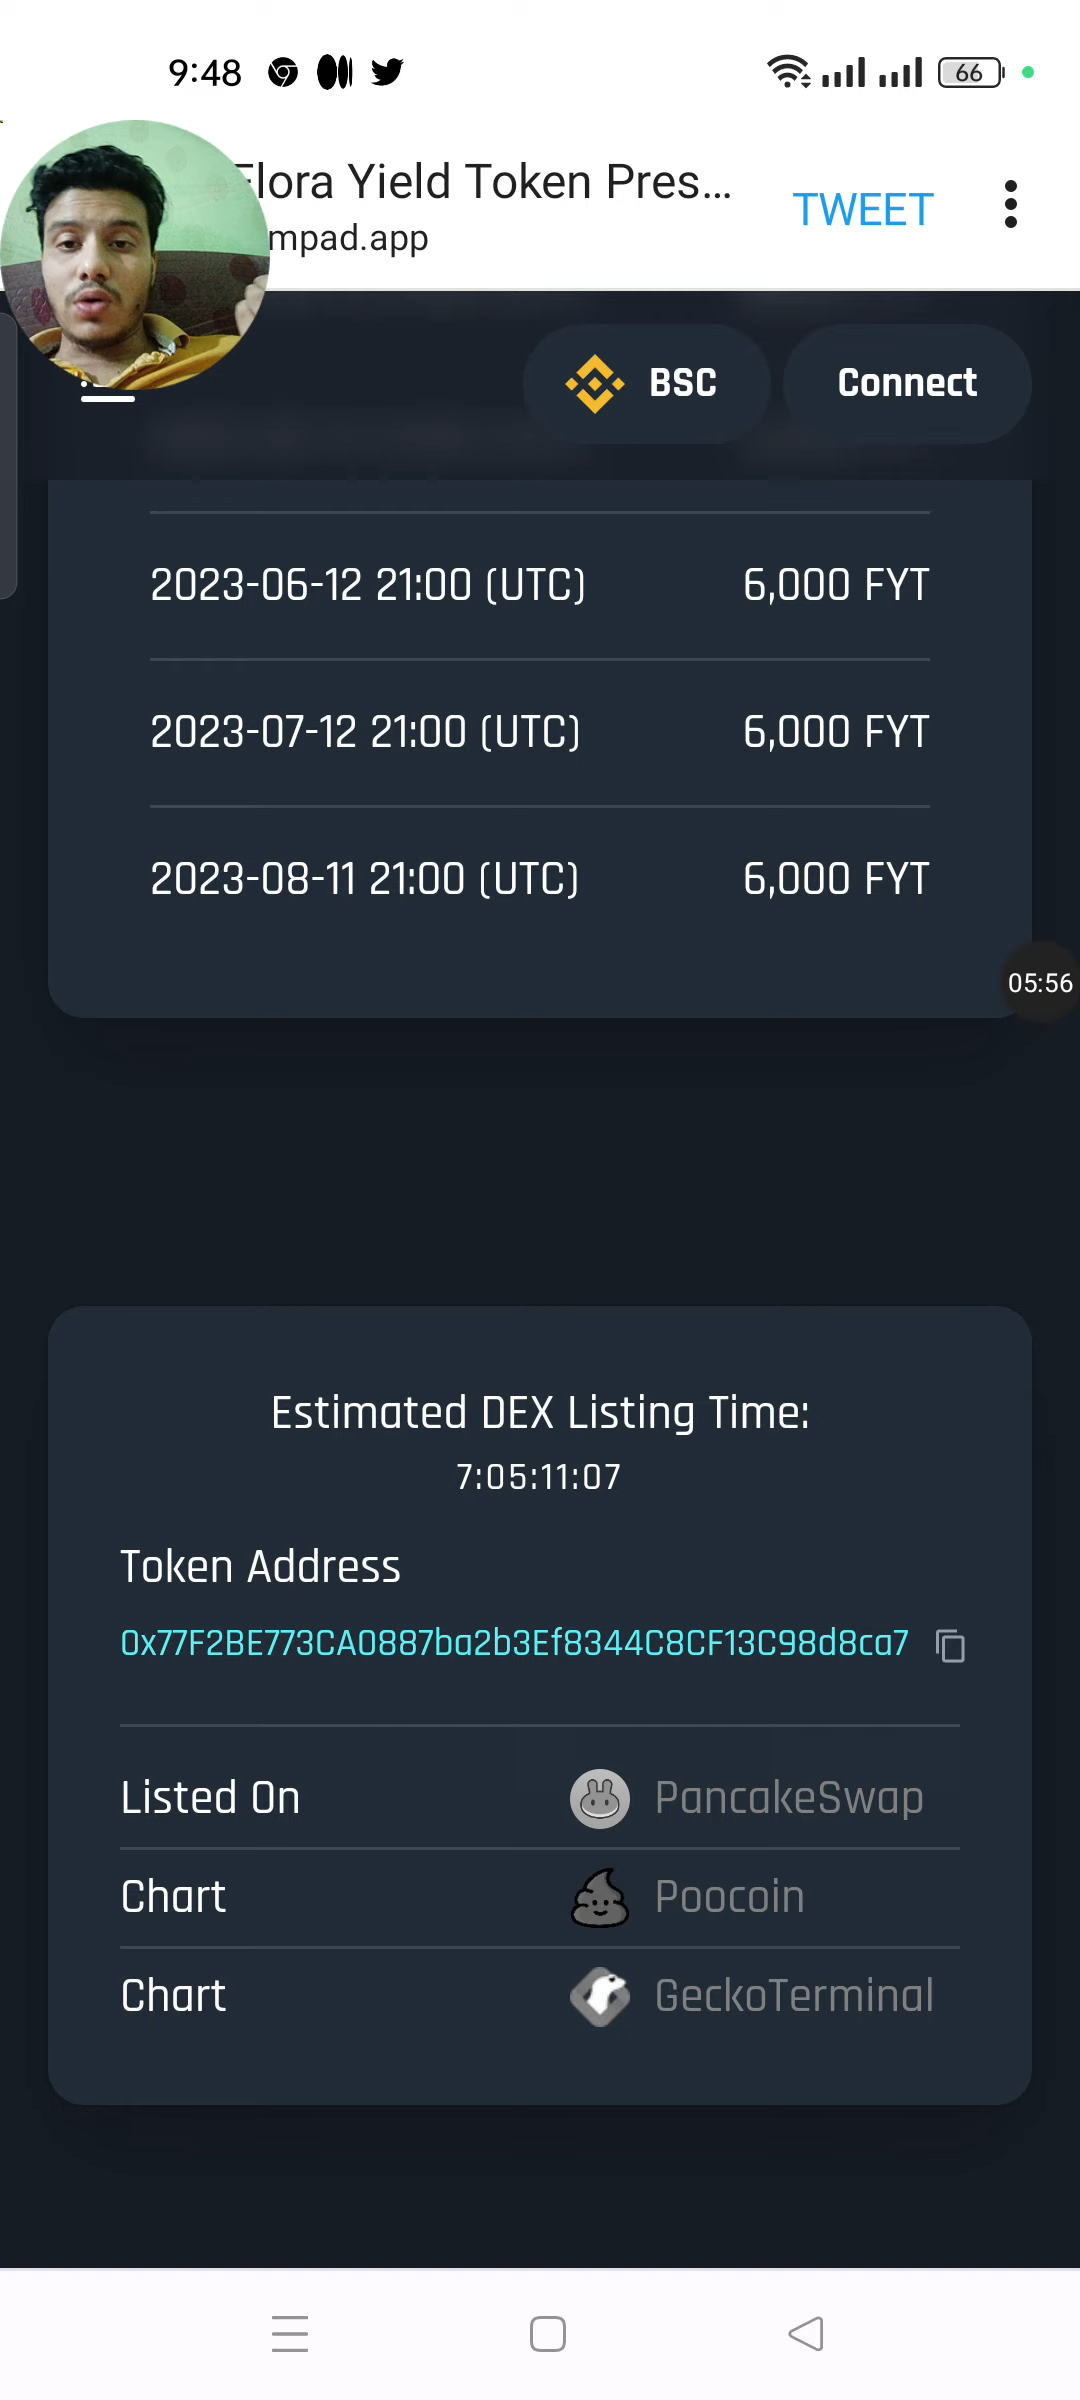 9:48
66
Flora Yield Token Pres...
mpad.app
TWEET
BSC
Connect
2023-06-12 21:00 (UTC) 6,000 FYT
2023-07-12 21:00 (UTC) 6,000 FYT
2023-08-11 21:00 (UTC) 6,000 FYT
05:56
Estimated DEX Listing Time:
7:05:11:07
Token Address
0x77F2BE773CA0887ba2b3Ef8344C8CF13C98d8ca7
Listed On PancakeSwap
Chart Poocoin
Chart GeckoTerminal